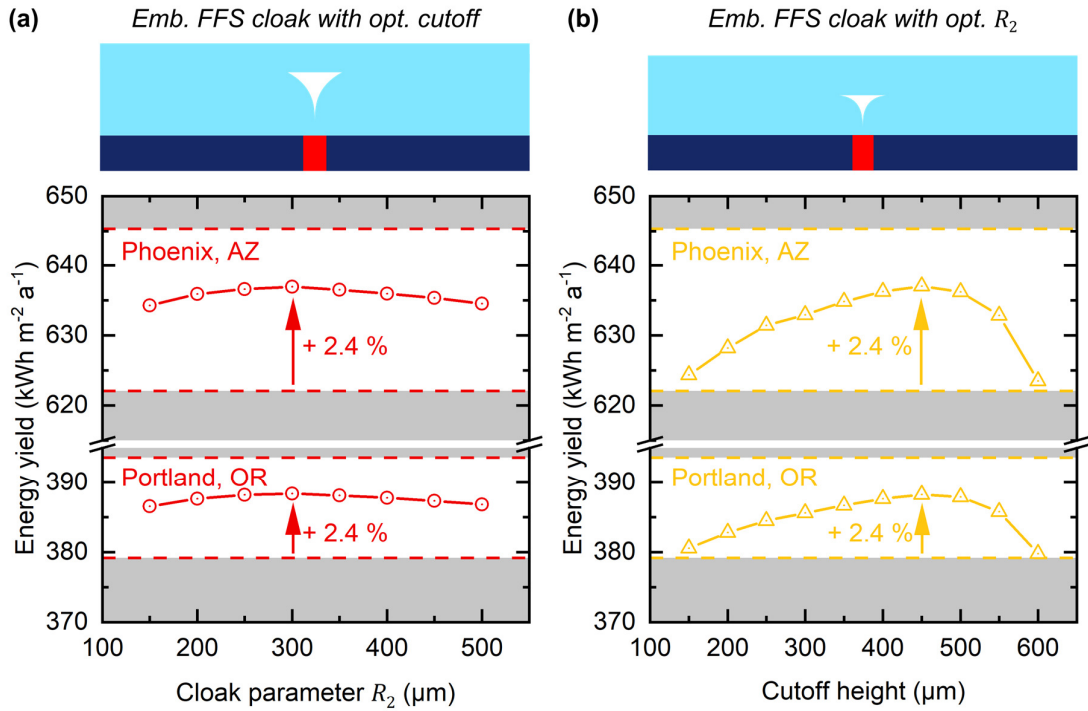 (a)
Emb. FFS cloak with opt. cutoff
650
640
630
620
390
380
370
Energy yield (kWh m⁻² a⁻¹)
Phoenix, AZ
+ 2.4 %
Portland, OR
+ 2.4 %
100 200 300 400 500
Cloak parameter R₂ (µm)
(b)
Emb. FFS cloak with opt. R₂
650
640
630
620
390
380
370
Energy yield (kWh m⁻² a⁻¹)
Phoenix, AZ
+ 2.4 %
Portland, OR
+ 2.4 %
100 200 300 400 500 600
Cutoff height (µm)